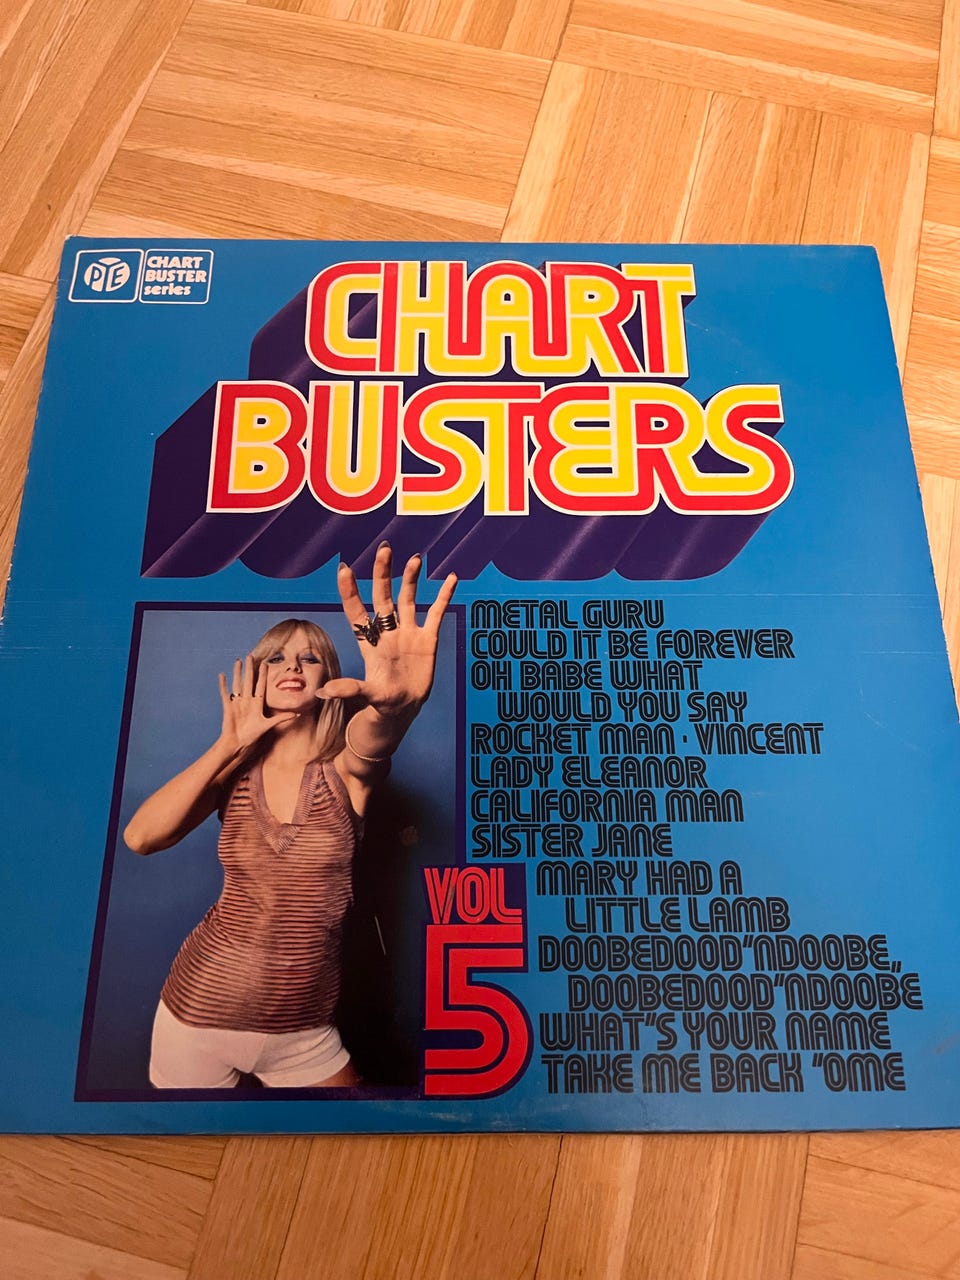 PYE
CHART
BUSTER
series
CHART
BUSTERS
METAL GURU
COULD IT BE FOREVER
OH BABE WHAT
WOULD YOU SAY
ROCKET MAN · VINCENT
LADY ELEANOR
CALIFORNIA MAN
SISTER JANE
MARY HAD A
LITTLE LAMB
DOOBEDOOD"NDOOBE,,
DOOBEDOOD"NDOOBE
WHAT'S YOUR NAME
TAKE ME BACK "OME
VOL
5